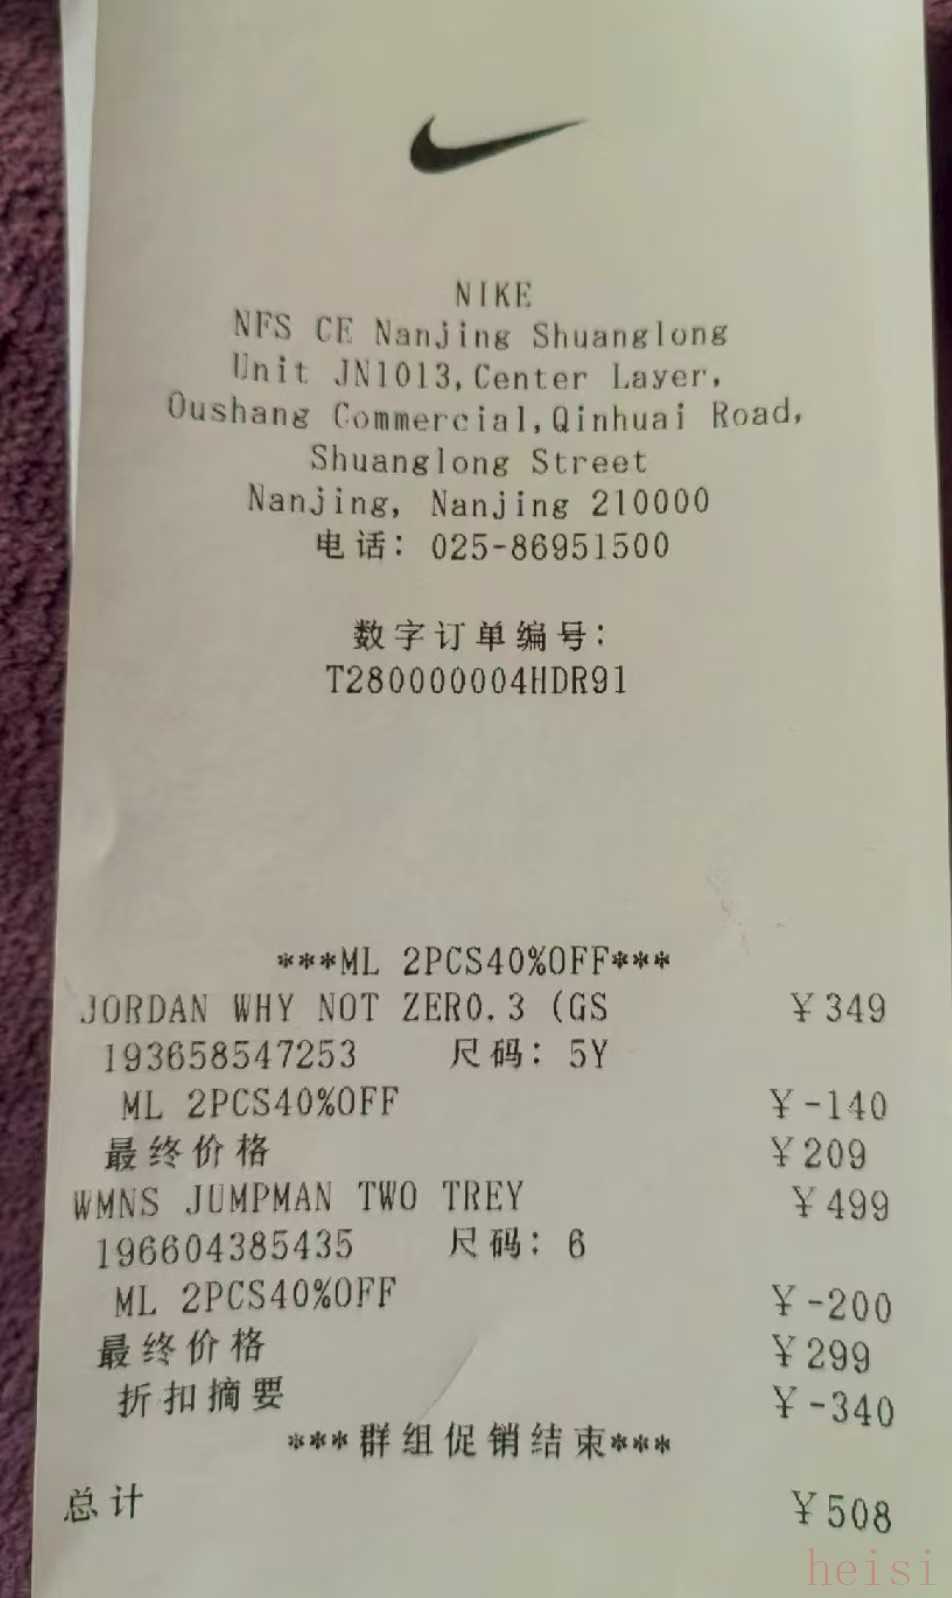 NIKE
NFS CE Nanjing Shuanglong
Unit JN1013,Center Layer,
Oushang Commercial,Qinhuai Road,
Shuanglong Street
Nanjing, Nanjing 210000
电话: 025-86951500
数字订单编号:
T280000004HDR91
***ML 2PCS40%OFF***
JORDAN WHY NOT ZER0.3 (GS ¥349
193658547253 尺码: 5Y
ML 2PCS40%OFF ¥-140
最终价格 ¥209
WMNS JUMPMAN TWO TREY ¥499
196604385435 尺码: 6
ML 2PCS40%OFF ¥-200
最终价格 ¥299
折扣摘要 ¥-340
***群组促销结束***
总计 ¥508
heisi